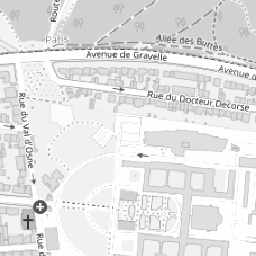 Allée des Buttes
Paris
Avenue de Gravelle
Avenue d
Rue du Docteur Decorse
Rue du Val d'Osne
Rue